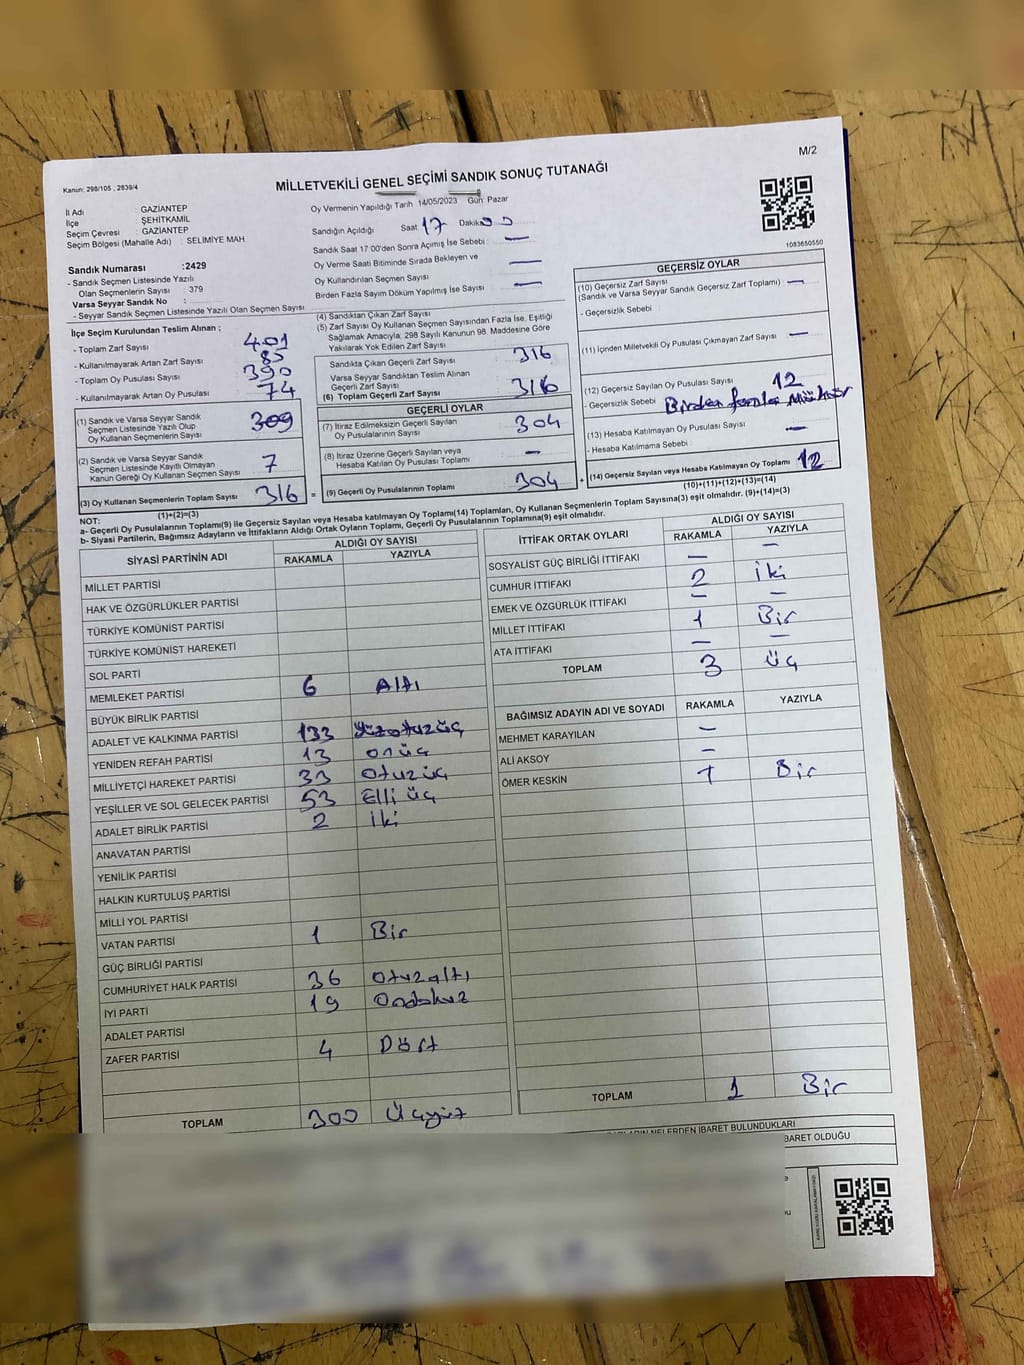 M/2
Kanun: 298/105 , 2839/4
MİLLETVEKİLİ GENEL SEÇİMİ SANDIK SONUÇ TUTANAĞI
İl Adı : GAZİANTEP
İlçe : ŞEHİTKAMİL
Seçim Çevresi : GAZİANTEP
Seçim Bölgesi (Mahalle Adı) : SELİMİYE MAH
Sandık Numarası :2429
- Sandık Seçmen Listesinde Yazılı
Olan Seçmenlerin Sayısı : 379
Varsa Seyyar Sandık No :
- Seyyar Sandık Seçmen Listesinde Yazılı Olan Seçmen Sayısı
İlçe Seçim Kurulundan Teslim Alınan ;
- Toplam Zarf Sayısı 401
- Kullanılmayarak Artan Zarf Sayısı 85
- Toplam Oy Pusulası Sayısı 390
- Kullanılmayarak Artan Oy Pusulası 74
(1) Sandık ve Varsa Seyyar Sandık
Seçmen Listesinde Yazılı Olup
Oy Kullanan Seçmenlerin Sayısı 309
(2) Sandık ve Varsa Seyyar Sandık
Seçmen Listesinde Kayıtlı Olmayan
Kanun Gereği Oy Kullanan Seçmen Sayısı 7
(3) Oy Kullanan Seçmenlerin Toplam Sayısı 316 =
(1)+(2)=(3)
Oy Vermenin Yapıldığı Tarih :14/05/2023 Gün: Pazar
Sandığın Açıldığı Saat 17 Dakika 00
Sandık Saat 17:00'den Sonra Açımış İse Sebebi : —
Oy Verme Saati Bitiminde Sırada Bekleyen ve
Oy Kullandırılan Seçmen Sayısı —
Birden Fazla Sayım Döküm Yapılmış İse Sayısı —
(4) Sandıktan Çıkan Zarf Sayısı
(5) Zarf Sayısı Oy Kullanan Seçmen Sayısından Fazla İse, Eşitliği
Sağlamak Amacıyla; 298 Sayılı Kanunun 98. Maddesine Göre
Yakılarak Yok Edilen Zarf Sayısı
Sandıkta Çıkan Geçerli Zarf Sayısı 316
Varsa Seyyar Sandıktan Teslim Alınan
Geçerli Zarf Sayısı
(6) Toplam Geçerli Zarf Sayısı 316
GEÇERLİ OYLAR
(7) İtiraz Edilmeksizin Geçerli Sayılan
Oy Pusulalarının Sayısı 304
(8) İtiraz Üzerine Geçerli Sayılan veya
Hesaba Katılan Oy Pusulası Toplamı —
(9) Geçerli Oy Pusulalarının Toplamı 304 +
1083650550
GEÇERSİZ OYLAR
(10) Geçersiz Zarf Sayısı
(Sandık ve Varsa Seyyar Sandık Geçersiz Zarf Toplamı) —
- Geçersizlik Sebebi :
(11) İçinden Milletvekili Oy Pusulası Çıkmayan Zarf Sayısı —
(12) Geçersiz Sayılan Oy Pusulası Sayısı 12
- Geçersizlik Sebebi Birden
(13) Hesaba Katılmayan Oy Pusulası Sayısı —
- Hesaba Katılmama Sebebi :
(14) Geçersiz Sayılan veya Hesaba Katılmayan Oy Toplamı 12
(10)+(11)+(12)+(13)=(14)
NOT:
a- Geçerli Oy Pusulalarının Toplamı(9) ile Geçersiz Sayılan veya Hesaba katılmayan Oy Toplamı(14) Toplamları, Oy Kullanan Seçmenlerin Toplam Sayısına(3) eşit olmalıdır. (9)+(14)=(3)
b- Siyasi Partilerin, Bağımsız Adayların ve İttifakların Aldığı Ortak Oyların Toplamı, Geçerli Oy Pusulalarının Toplamına(9) eşit olmalıdır.
SİYASİ PARTİNİN ADI ALDIĞI OY SAYISI
RAKAMLA YAZIYLA
MİLLET PARTİSİ
HAK VE ÖZGÜRLÜKLER PARTİSİ
TÜRKİYE KOMÜNİST PARTİSİ
TÜRKİYE KOMÜNİST HAREKETİ
SOL PARTİ
MEMLEKET PARTİSİ 6 Altı
BÜYÜK BİRLİK PARTİSİ
ADALET VE KALKINMA PARTİSİ 133 Yüzotuzüç
YENİDEN REFAH PARTİSİ 13 onüç
MİLLİYETÇİ HAREKET PARTİSİ 33 Otuzüç
YEŞİLLER VE SOL GELECEK PARTİSİ 53 Elli üç
ADALET BİRLİK PARTİSİ 2 İki
ANAVATAN PARTİSİ
YENİLİK PARTİSİ
HALKIN KURTULUŞ PARTİSİ
MİLLİ YOL PARTİSİ
VATAN PARTİSİ 1 Bir
GÜÇ BİRLİĞİ PARTİSİ
CUMHURİYET HALK PARTİSİ 36 Otuzaltı
İYİ PARTİ 19 Ondokuz
ADALET PARTİSİ
ZAFER PARTİSİ 4 Dört
TOPLAM 300 Üçyüz
İTTİFAK ORTAK OYLARI ALDIĞI OY SAYISI
RAKAMLA YAZIYLA
SOSYALİST GÜÇ BİRLİĞİ İTTİFAKI — —
CUMHUR İTTİFAKI 2 İki
EMEK VE ÖZGÜRLÜK İTTİFAKI — —
MİLLET İTTİFAKI 1 Bir
ATA İTTİFAKI — —
TOPLAM 3 Üç
BAĞIMSIZ ADAYIN ADI VE SOYADI RAKAMLA YAZIYLA
MEHMET KARAYILAN —
ALİ AKSOY —
ÖMER KESKİN 1 Bir
TOPLAM 1 Bir
NELERDEN İBARET BULUNDUKLARI
BARET OLDUĞU